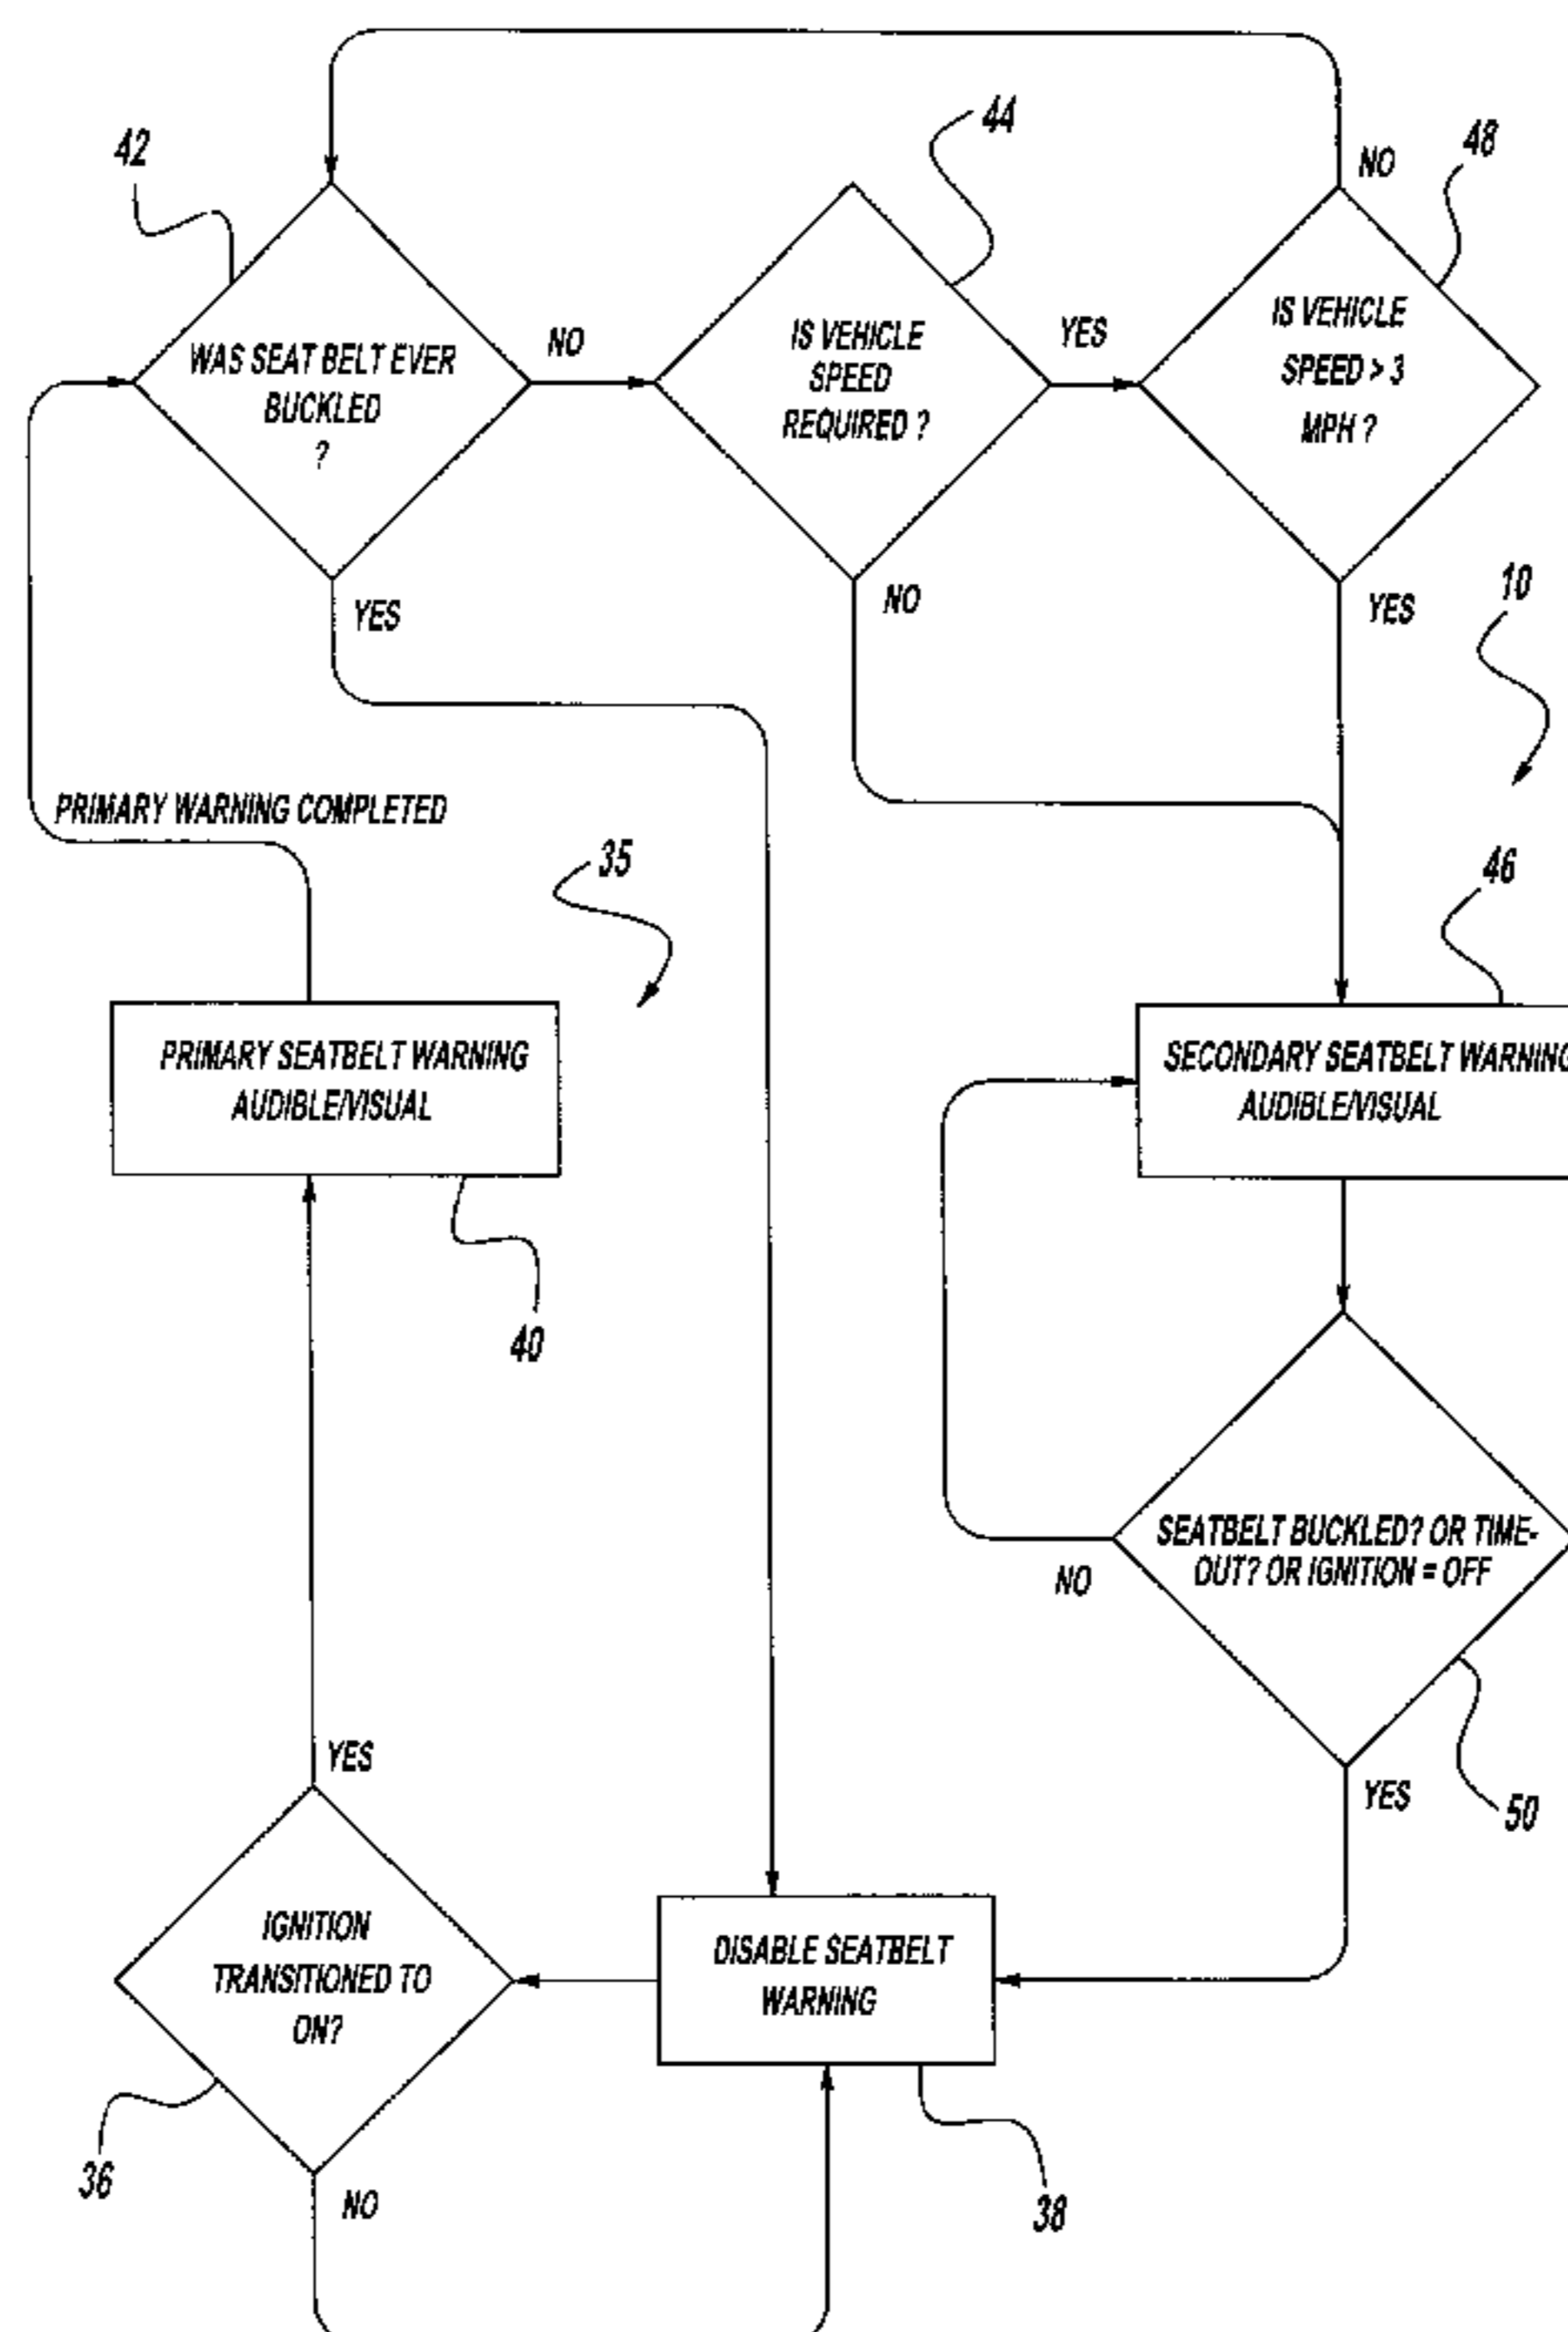 44
42
48
NO
IS VEHICLE
SPEED > 3
MPH ?
WAS SEAT BELT EVER
BUCKLED
?
NO
IS VEHICLE
SPEED
REQUIRED ?
YES
YES
NO
YES
10
PRIMARY WARNING COMPLETED
35
46
PRIMARY SEATBELT WARNING
AUDIBLE/VISUAL
SECONDARY SEATBELT WARNING
AUDIBLE/VISUAL
40
SEATBELT BUCKLED? OR TIME-
OUT? OR IGNITION = OFF
NO
YES
YES
50
IGNITION
TRANSITIONED TO
ON?
DISABLE SEATBELT
WARNING
36
NO
38